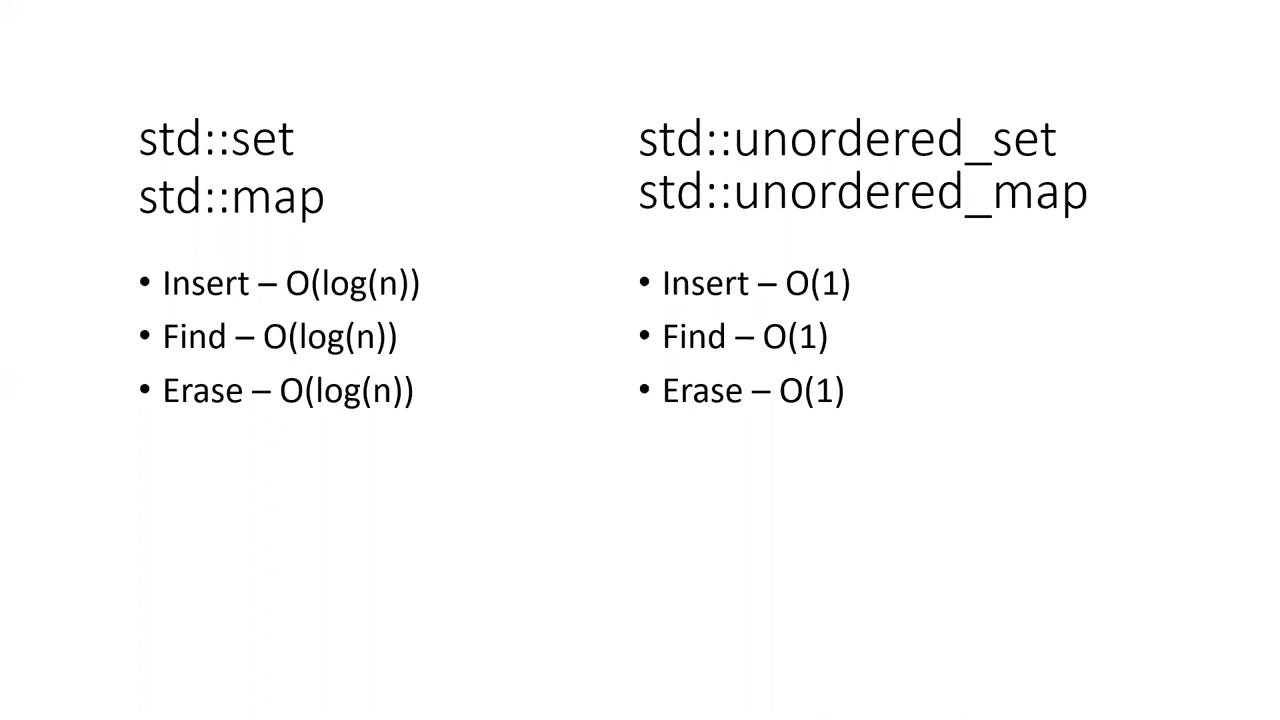 std::set
std::map
• Insert – O(log(n))
• Find – O(log(n))
• Erase – O(log(n))
std::unordered_set
std::unordered_map
• Insert – O(1)
• Find – O(1)
• Erase – O(1)